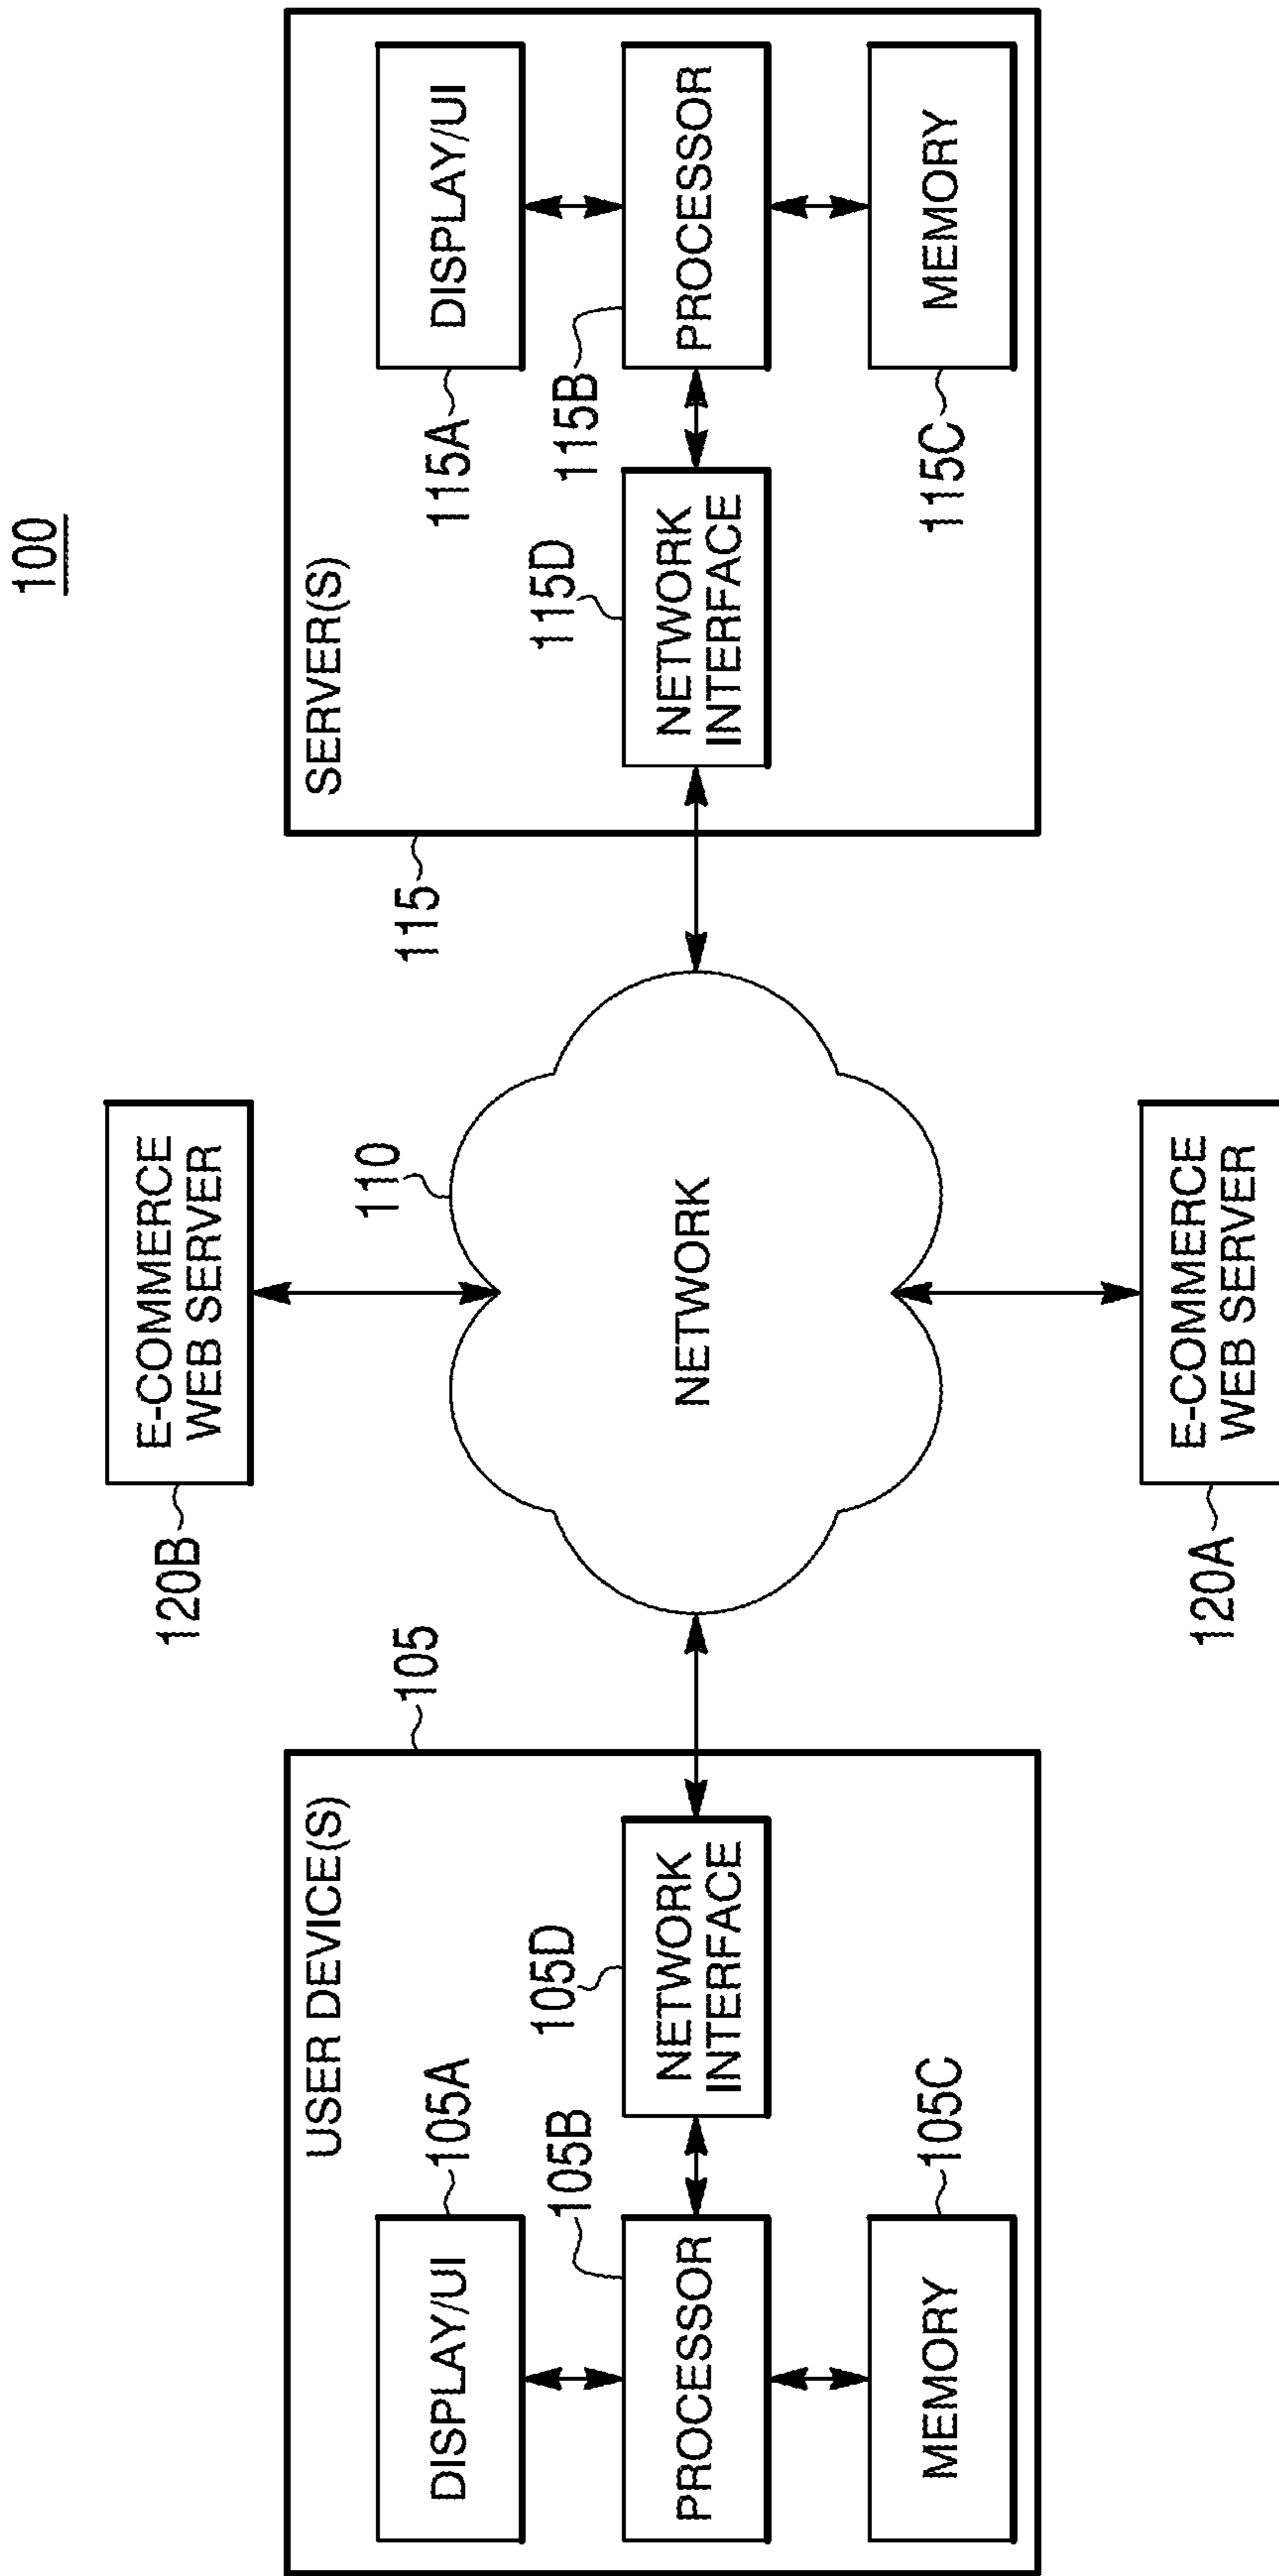 100
USER DEVICE(S)
105
DISPLAY/UI
105A
PROCESSOR
105B
MEMORY
105C
NETWORK
INTERFACE
105D
E-COMMERCE
WEB SERVER
120B
110
NETWORK
E-COMMERCE
WEB SERVER
120A
SERVER(S)
115
NETWORK
INTERFACE
115D
DISPLAY/UI
115A
PROCESSOR
115B
MEMORY
115C